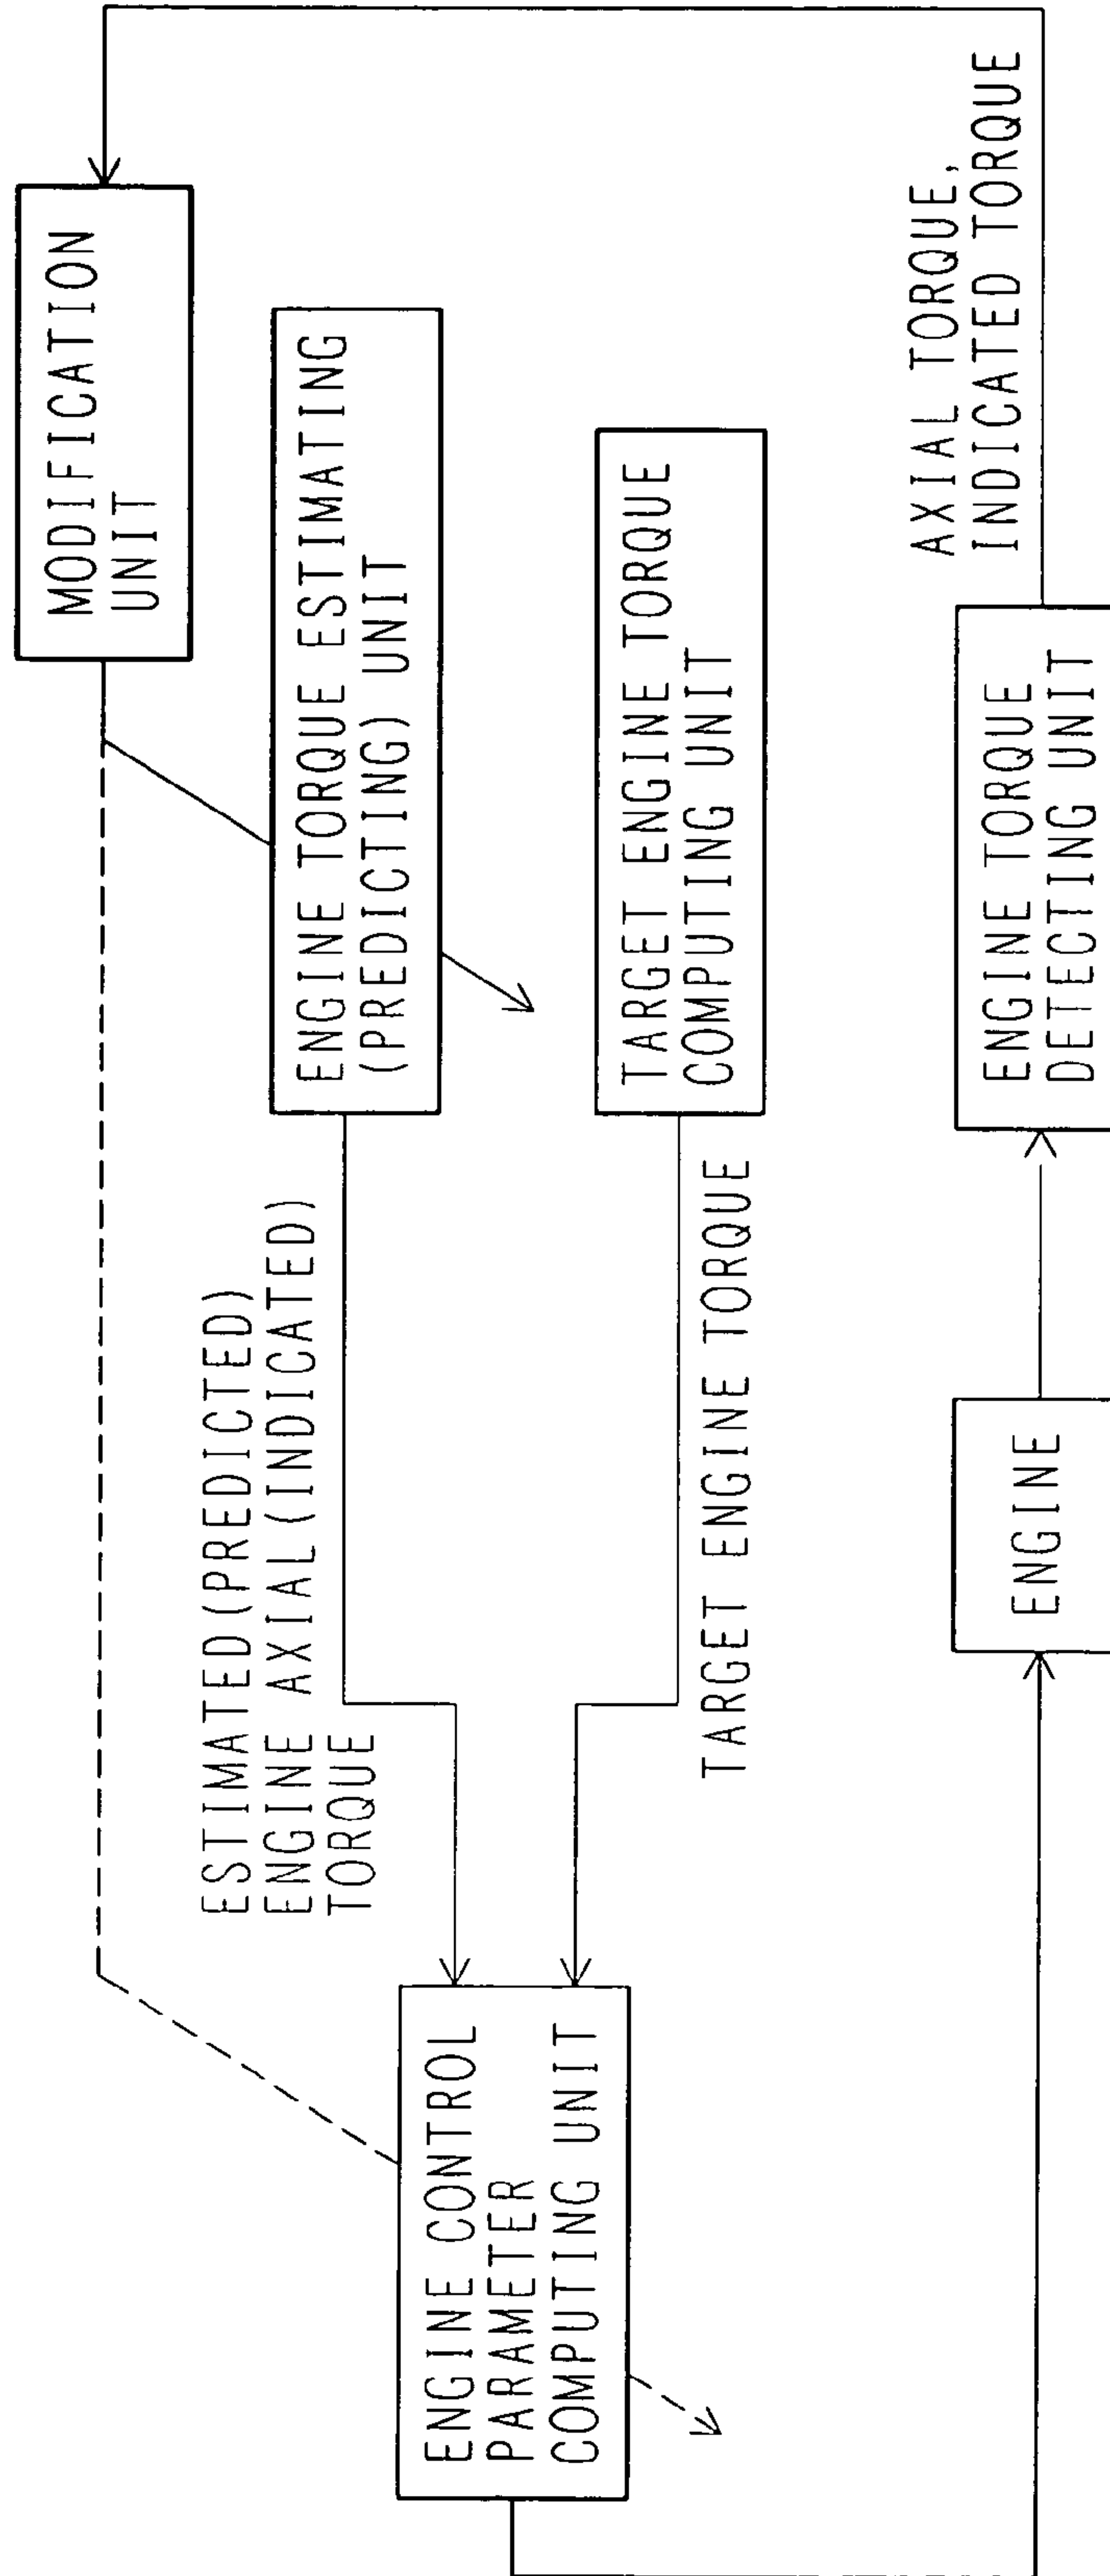 MODIFICATION
UNIT
ENGINE TORQUE ESTIMATING
(PREDICTING) UNIT
ESTIMATED(PREDICTED)
ENGINE AXIAL(INDICATED)
TORQUE
ENGINE CONTROL
PARAMETER
COMPUTING UNIT
TARGET ENGINE TORQUE
COMPUTING UNIT
TARGET ENGINE TORQUE
AXIAL TORQUE,
INDICATED TORQUE
ENGINE
ENGINE TORQUE
DETECTING UNIT